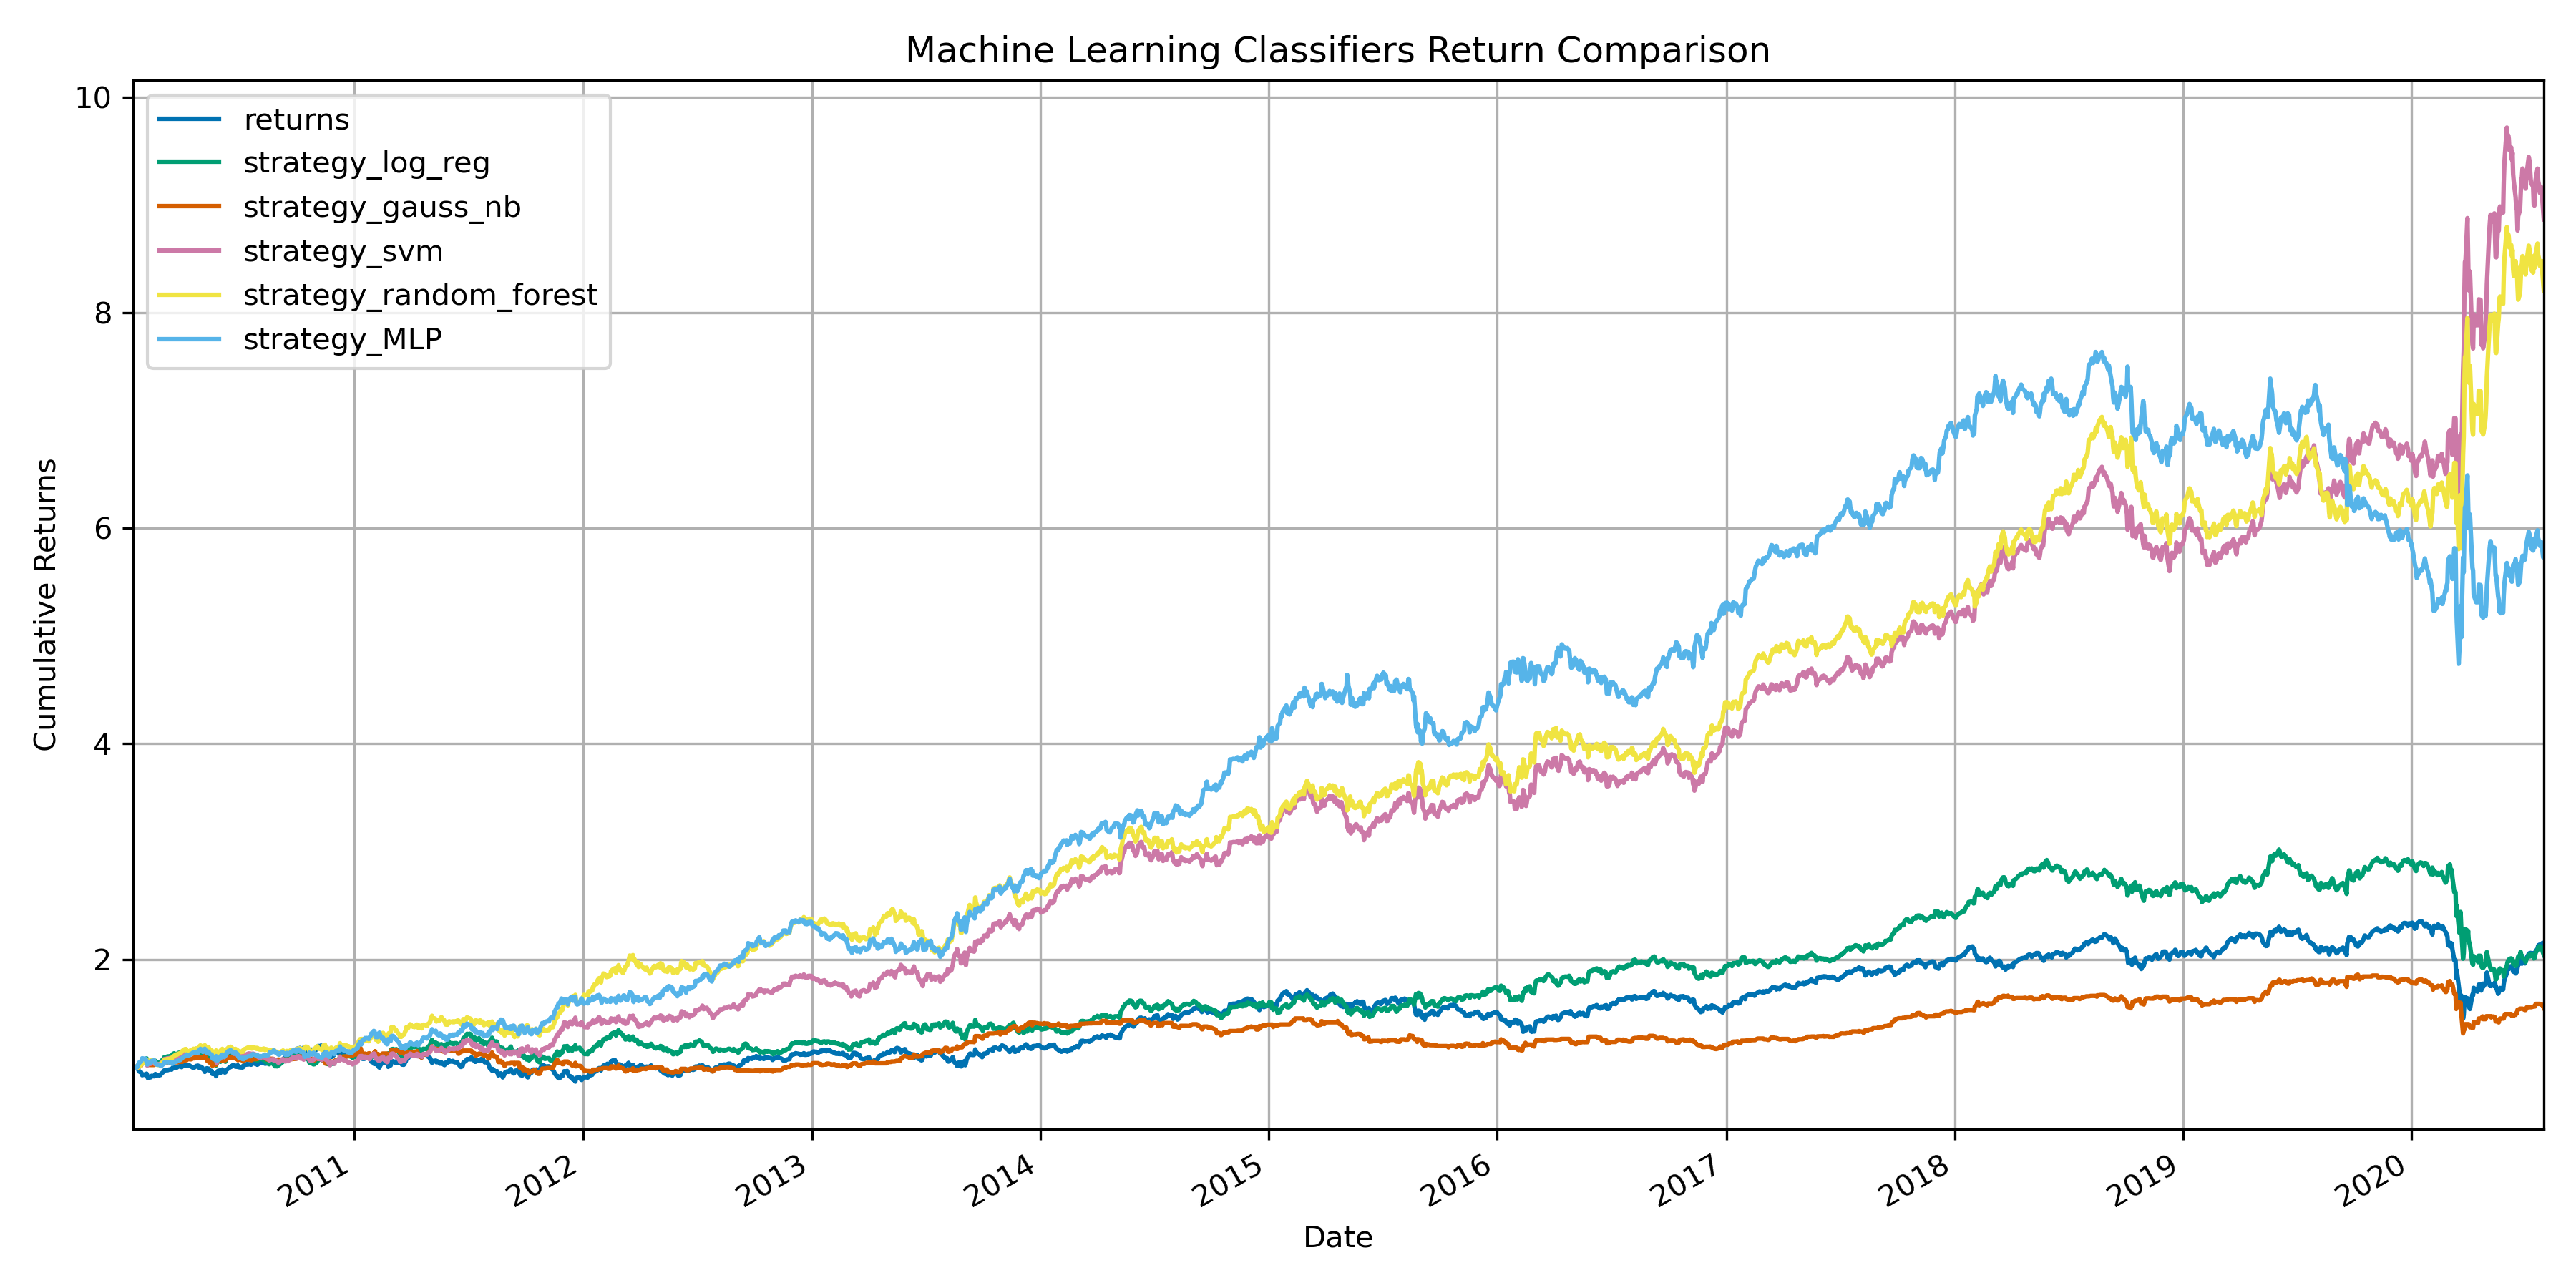 Machine Learning Classifiers Return Comparison
10
8
6
4
2
Cumulative Returns
returns
strategy_log_reg
strategy_gauss_nb
strategy_svm
strategy_random_forest
strategy_MLP
2011
2012
2013
2014
2015
2016
2017
2018
2019
2020
Date